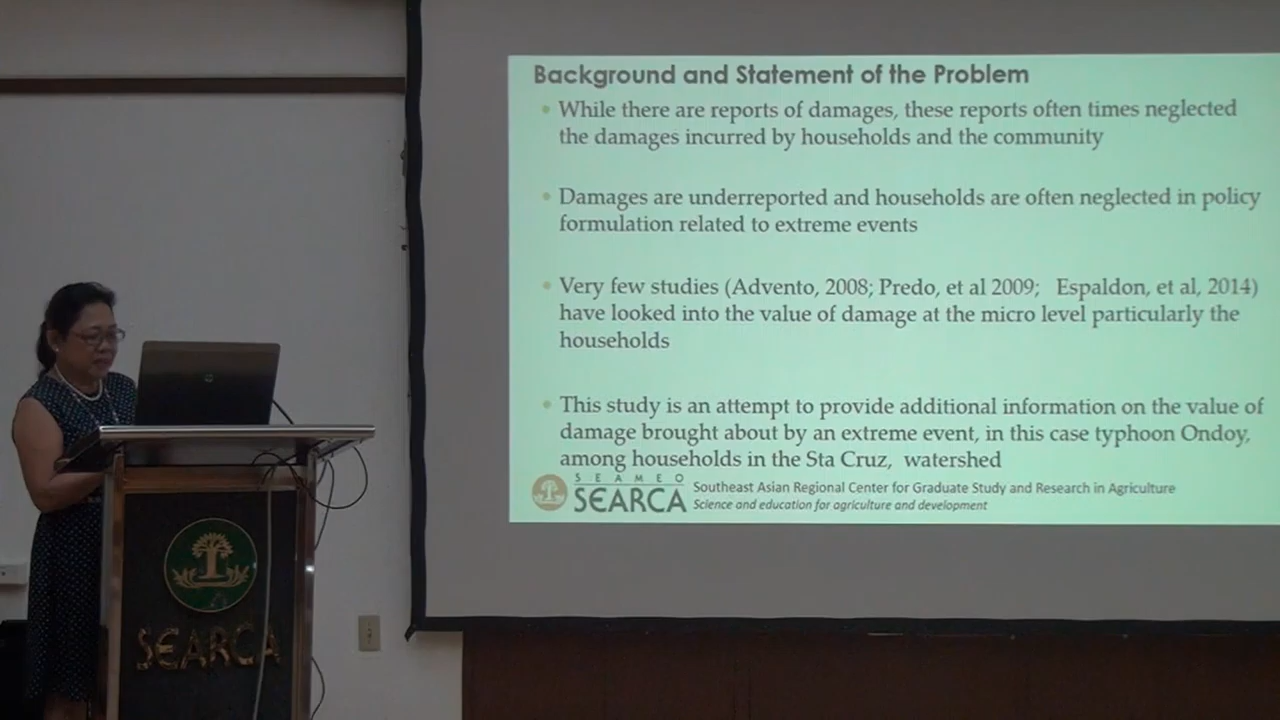 Background and Statement of the Problem
While there are reports of damages, these reports often times neglected
the damages incurred by households and the community
Damages are underreported and households are often neglected in policy
formulation related to extreme events
Very few studies (Advento, 2008; Predo, et al 2009; Espaldon, et al, 2014)
have looked into the value of damage at the micro level particularly the
households
This study is an attempt to provide additional information on the value of
damage brought about by an extreme event, in this case typhoon Ondoy,
among households in the Sta Cruz, watershed
SEAMEO
SEARCA
Southeast Asian Regional Center for Graduate Study and Research in Agriculture
Science and education for agriculture and development
SEARCA